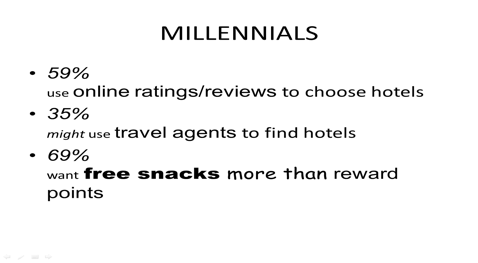 MILLENNIALS
• 59%
use online ratings/reviews to choose hotels
• 35%
might use travel agents to find hotels
• 69%
want free snacks more than reward
points